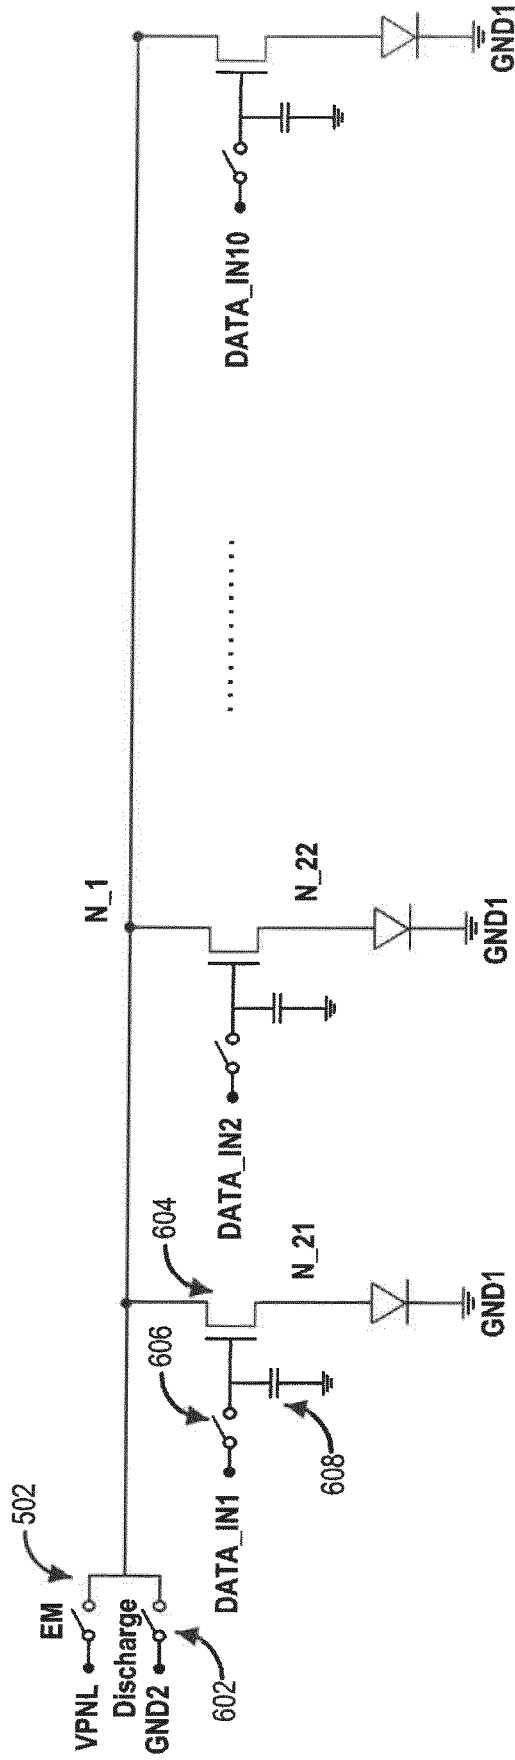 VPNL
EM
502
Discharge
GND2
602
DATA_IN1
606
608
604
N_21
GND1
N_1
DATA_IN2
N_22
GND1
DATA_IN10
GND1